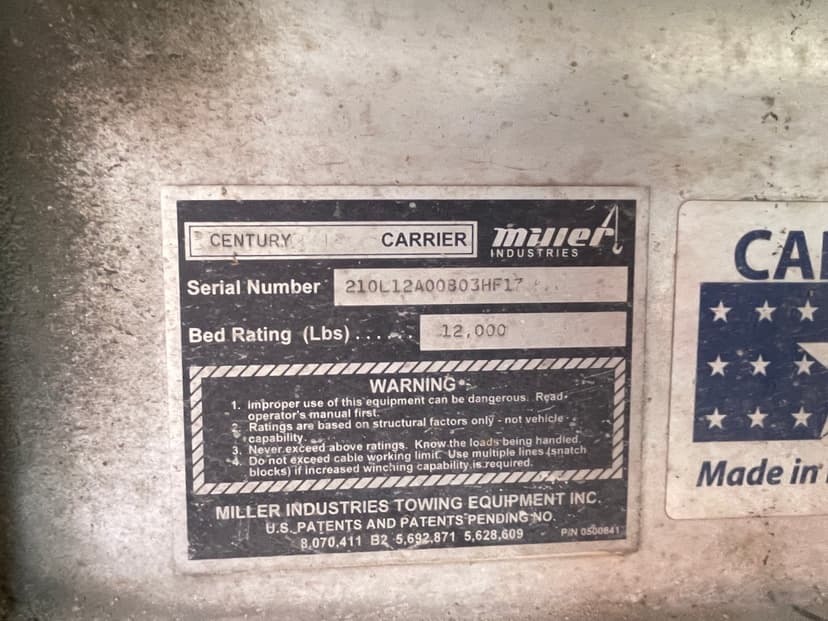 CENTURY CARRIER miller
INDUSTRIES
Serial Number 210L12A00803HF17
Bed Rating (Lbs) ...... 12,000
WARNING
1. Improper use of this equipment can be dangerous. Read
operator's manual first.
2. Ratings are based on structural factors only - not vehicle
capability.
3. Never exceed above ratings. Know the loads being handled.
4. Do not exceed cable working limit. Use multiple lines (snatch
blocks) if increased winching capability is required.
MILLER INDUSTRIES TOWING EQUIPMENT INC.
U.S. PATENTS AND PATENTS PENDING NO.
8,070,411 B2 5,692,871 5,628,609 P/N 0500641
CA
Made in